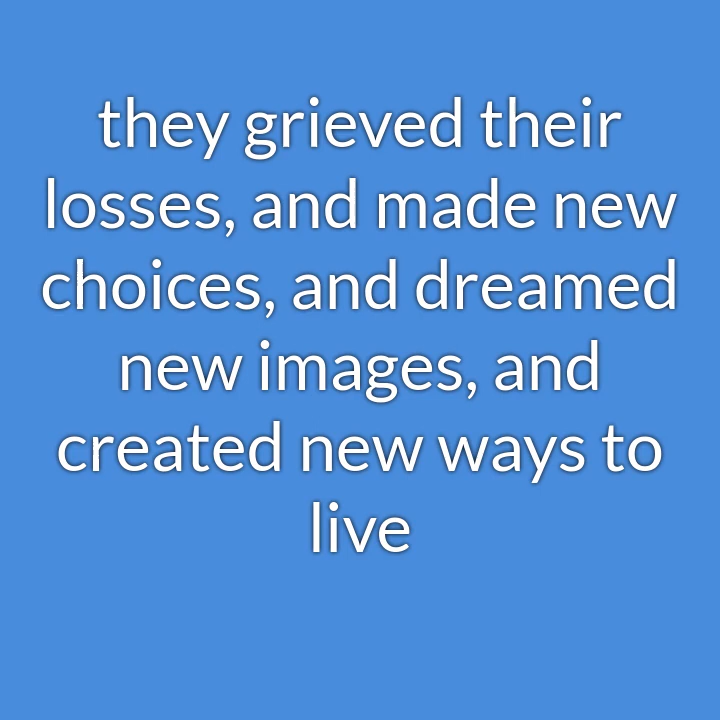 they grieved their
losses, and made new
choices, and dreamed
new images, and
created new ways to
live